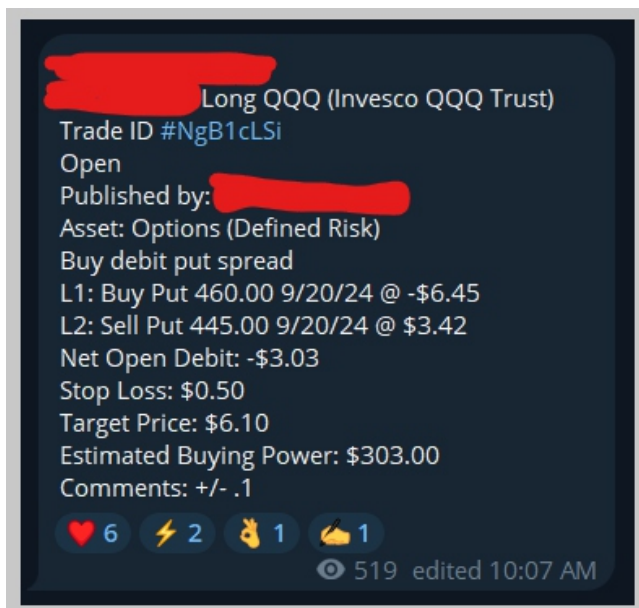 Long QQQ (Invesco QQQ Trust)
Trade ID #NgB1cLSi
Open
Published by:
Asset: Options (Defined Risk)
Buy debit put spread
L1: Buy Put 460.00 9/20/24 @ -$6.45
L2: Sell Put 445.00 9/20/24 @ $3.42
Net Open Debit: -$3.03
Stop Loss: $0.50
Target Price: $6.10
Estimated Buying Power: $303.00
Comments: +/- .1
6 2 1 1
519 edited 10:07 AM